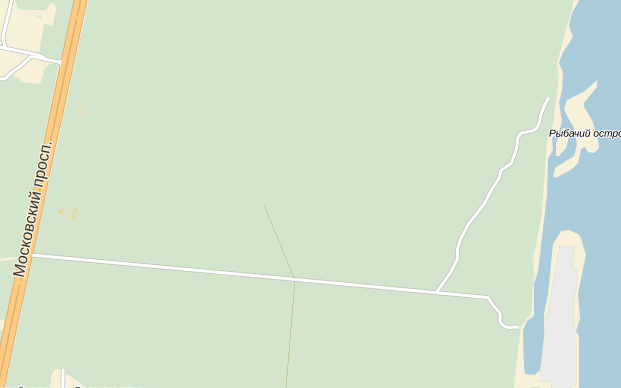 Рыбачий остро
Московский просп.